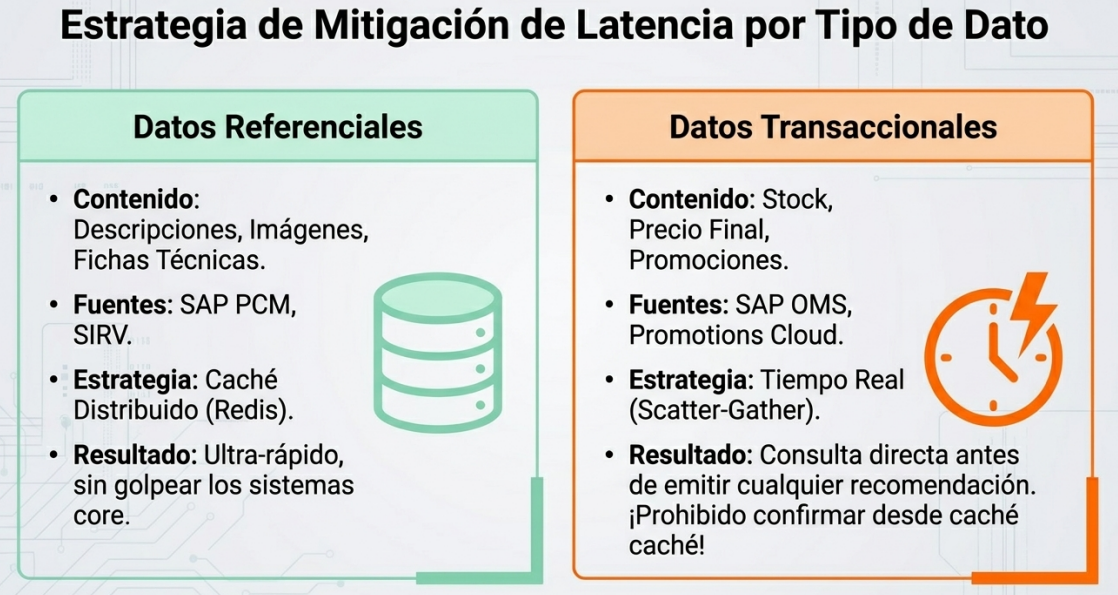 Estrategia de Mitigación de Latencia por Tipo de Dato
Datos Referenciales
• Contenido:
Descripciones, Imágenes,
Fichas Técnicas.
• Fuentes: SAP PCM,
SIRV.
• Estrategia: Caché
Distribuido (Redis).
• Resultado: Ultra-rápido,
sin golpear los sistemas
core.
Datos Transaccionales
• Contenido: Stock,
Precio Final,
Promociones.
• Fuentes: SAP OMS,
Promotions Cloud.
• Estrategia: Tiempo Real
(Scatter-Gather).
• Resultado: Consulta directa antes
de emitir cualquier recomendación.
¡Prohibido confirmar desde caché
caché!